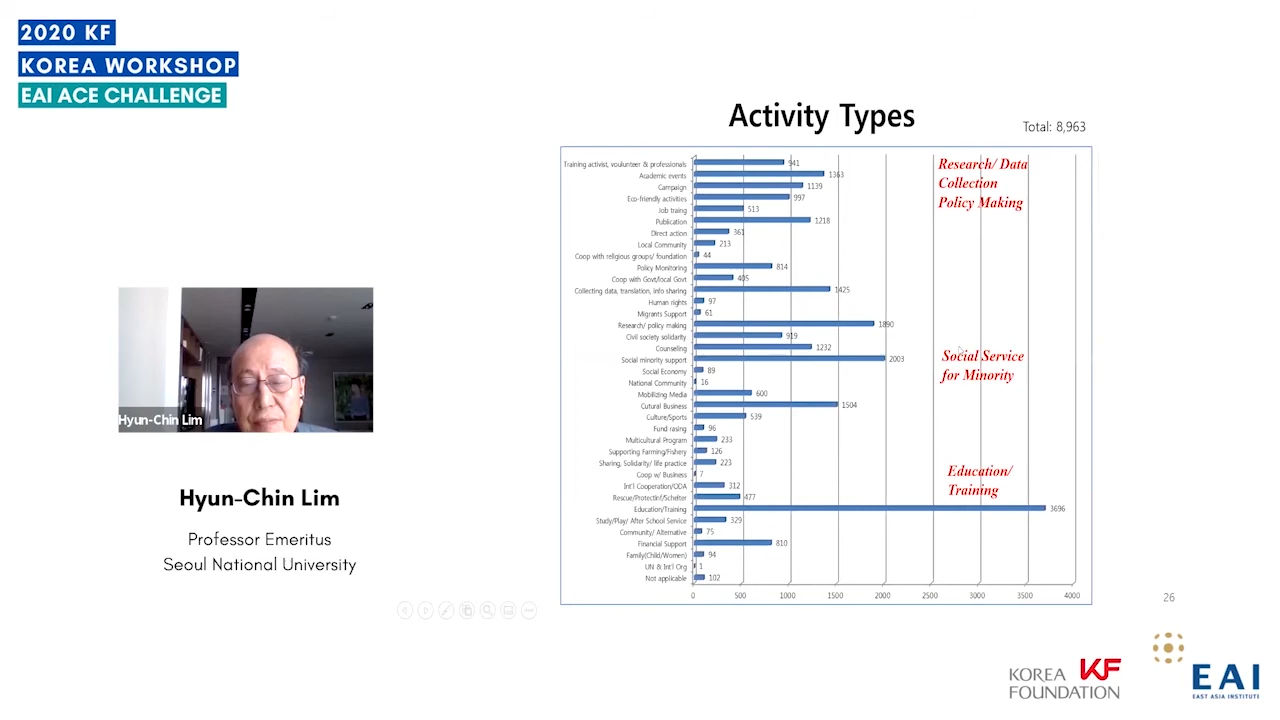 2020 KF
KOREA WORKSHOP
EAI ACE CHALLENGE
Activity Types
Total: 8,963
Training activist, voulunteer & professionals 941
Academic events 1363
Campaign 1139
Eco-friendly activities 997
Job traing 513
Publication 1218
Direct action 361
Local Community 213
Coop with religious groups/ foundation 44
Policy Monitoring 814
Coop with Govt/local Govt 405
Collecting data, translation, info sharing 1425
Human rights 97
Migrants Support 61
Research/ policy making 1890
Civil society solidarity 919
Counseling 1232
Social minority support 2003
Social Economy 89
National Community 16
Mobilizing Media 600
Cutural Business 1504
Culture/Sports 539
Fund rasing 96
Multicultural Program 233
Supporting Farming/Fishery 126
Sharing, Solidarity/ life practice 223
Coop w/ Business 7
Int'l Cooperation/ODA 312
Rescue/Protectinf/Schelter 477
Education/Training 3696
Study/Play/ After School Service 329
Community/ Alternative 75
Financial Support 810
Family(Child/Women) 94
UN & Int'l Org 1
Not applicable 102
0 500 1000 1500 2000 2500 3000 3500 4000
Research/ Data
Collection
Policy Making
Social Service
for Minority
Education/
Training
26
Hyun-Chin Lim
Hyun-Chin Lim
Professor Emeritus
Seoul National University
KOREA KF
FOUNDATION
EAI
EAST ASIA INSTITUTE